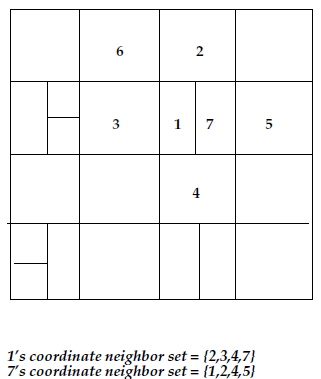 6 2
3 1 7 5
4
1's coordinate neighbor set = {2,3,4,7}
7's coordinate neighbor set = {1,2,4,5}